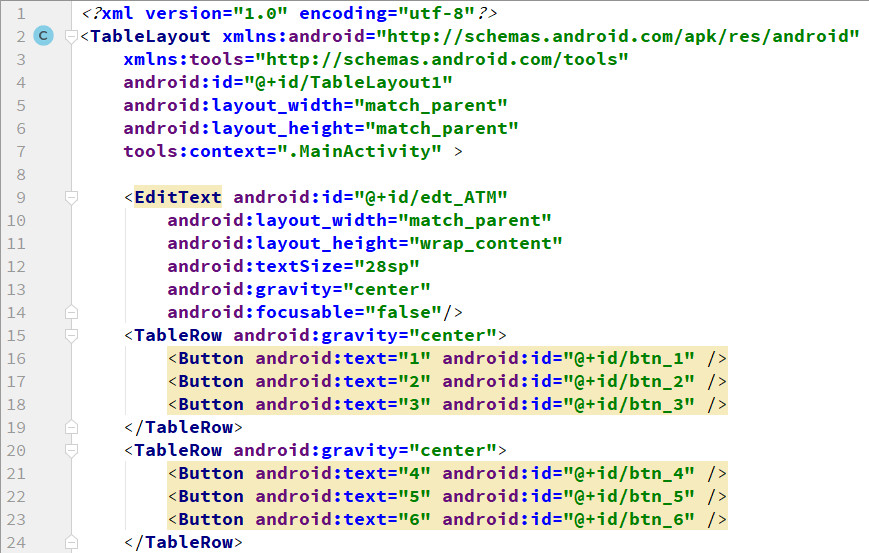 1 <?xml version="1.0" encoding="utf-8"?>
2 C <TableLayout xmlns:android="http://schemas.android.com/apk/res/android"
3 xmlns:tools="http://schemas.android.com/tools"
4 android:id="@+id/TableLayout1"
5 android:layout_width="match_parent"
6 android:layout_height="match_parent"
7 tools:context=".MainActivity" >
8
9 <EditText android:id="@+id/edt_ATM"
10 android:layout_width="match_parent"
11 android:layout_height="wrap_content"
12 android:textSize="28sp"
13 android:gravity="center"
14 android:focusable="false"/>
15 <TableRow android:gravity="center">
16 <Button android:text="1" android:id="@+id/btn_1" />
17 <Button android:text="2" android:id="@+id/btn_2" />
18 <Button android:text="3" android:id="@+id/btn_3" />
19 </TableRow>
20 <TableRow android:gravity="center">
21 <Button android:text="4" android:id="@+id/btn_4" />
22 <Button android:text="5" android:id="@+id/btn_5" />
23 <Button android:text="6" android:id="@+id/btn_6" />
24 </TableRow>